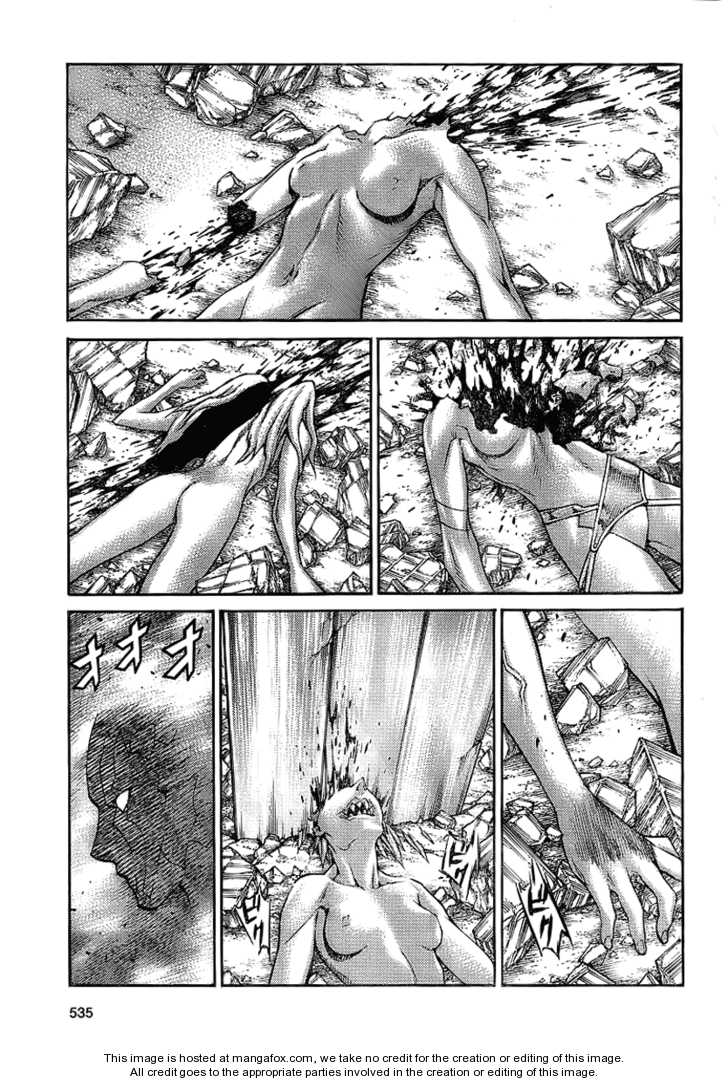 オオオ
ビクッ
ビクッ
535
This image is hosted at mangafox.com, we take no credit for the creation or editing of this image.
All credit goes to the appropriate parties involved in the creation or editing of this image.